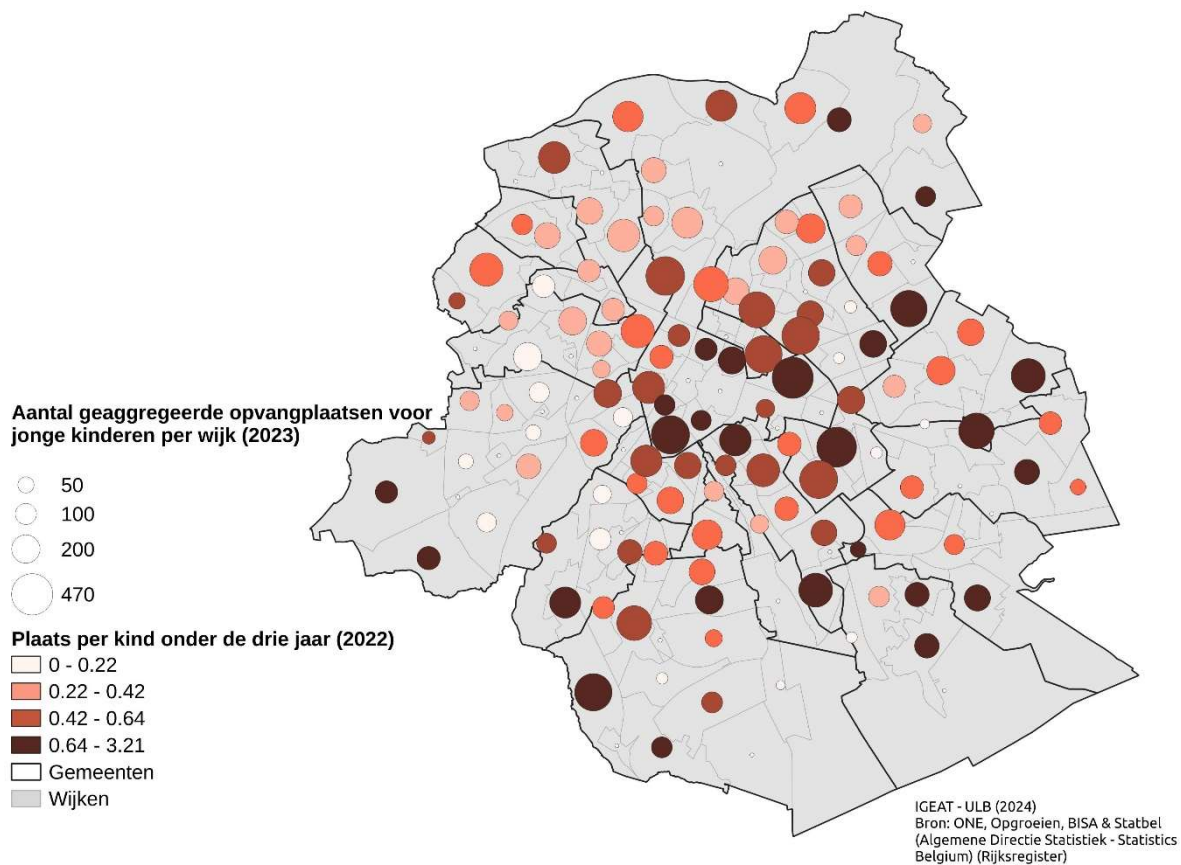 Aantal geaggregeerde opvangplaatsen voor
jonge kinderen per wijk (2023)
50
100
200
470
Plaats per kind onder de drie jaar (2022)
0 - 0.22
0.22 - 0.42
0.42 - 0.64
0.64 - 3.21
Gemeenten
Wijken
IGEAT - ULB (2024)
Bron: ONE, Opgroeien, BISA & Statbel
(Algemene Directie Statistiek - Statistics
Belgium) (Rijksregister)